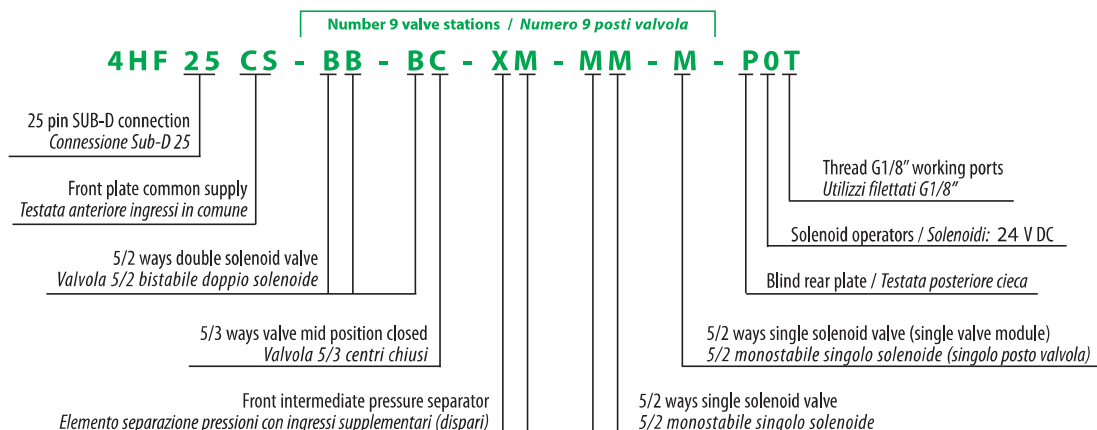 Number 9 valve stations / Numero 9 posti valvola
4HF 25 CS - BB - BC - XM - MM - M - P0T
25 pin SUB-D connection
Connessione Sub-D 25
Front plate common supply
Testata anteriore ingressi in comune
5/2 ways double solenoid valve
Valvola 5/2 bistabile doppio solenoide
5/3 ways valve mid position closed
Valvola 5/3 centri chiusi
Front intermediate pressure separator
Elemento separazione pressioni con ingressi supplementari (dispari)
Thread G1/8” working ports
Utilizi filettati G1/8”
Solenoid operators / Solenoidi: 24 V DC
Blind rear plate / Testata posteriore cieca
5/2 ways single solenoid valve (single valve module)
5/2 monostabile singolo solenoide (singolo posto valvola)
5/2 ways single solenoid valve
5/2 monostabile singolo solenoide